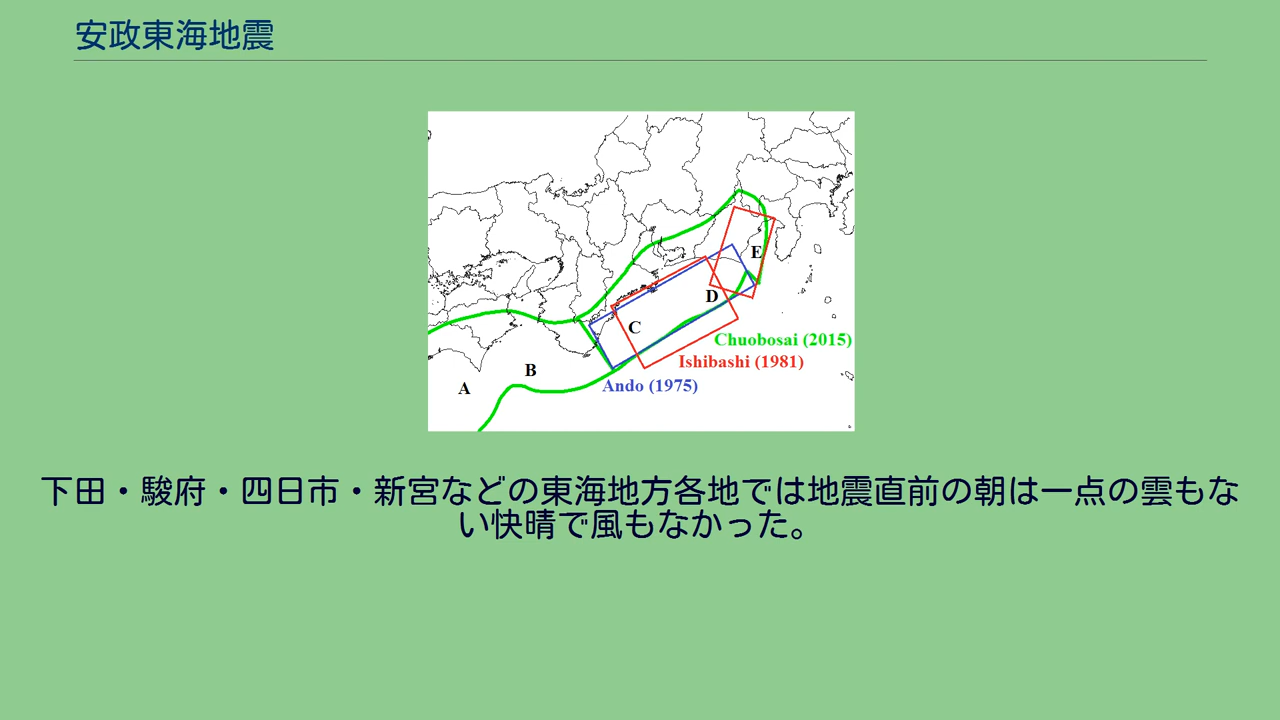 安政東海地震
E
D
C
Chuobosai (2015)
Ishibashi (1981)
B
Ando (1975)
A
下田・駿府・四日市・新宮などの東海地方各地では地震直前の朝は一点の雲もな
い快晴で風もなかった。